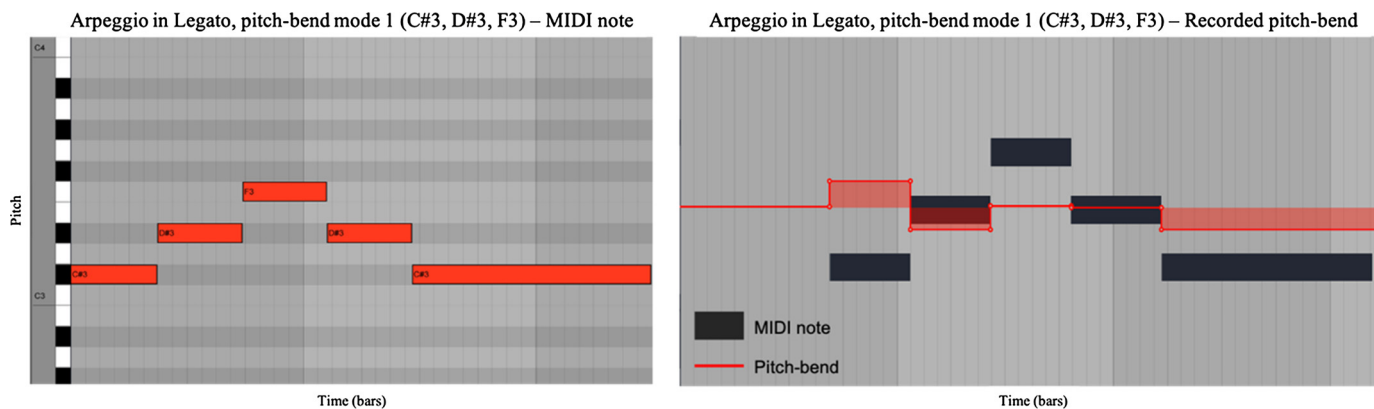 Arpeggio in Legato, pitch-bend mode 1 (C#3, D#3, F3) – MIDI note
C4
F3
D#3
D#3
C#3
C#3
C3
Pitch
Time (bars)
Arpeggio in Legato, pitch-bend mode 1 (C#3, D#3, F3) – Recorded pitch-bend
MIDI note
Pitch-bend
Time (bars)